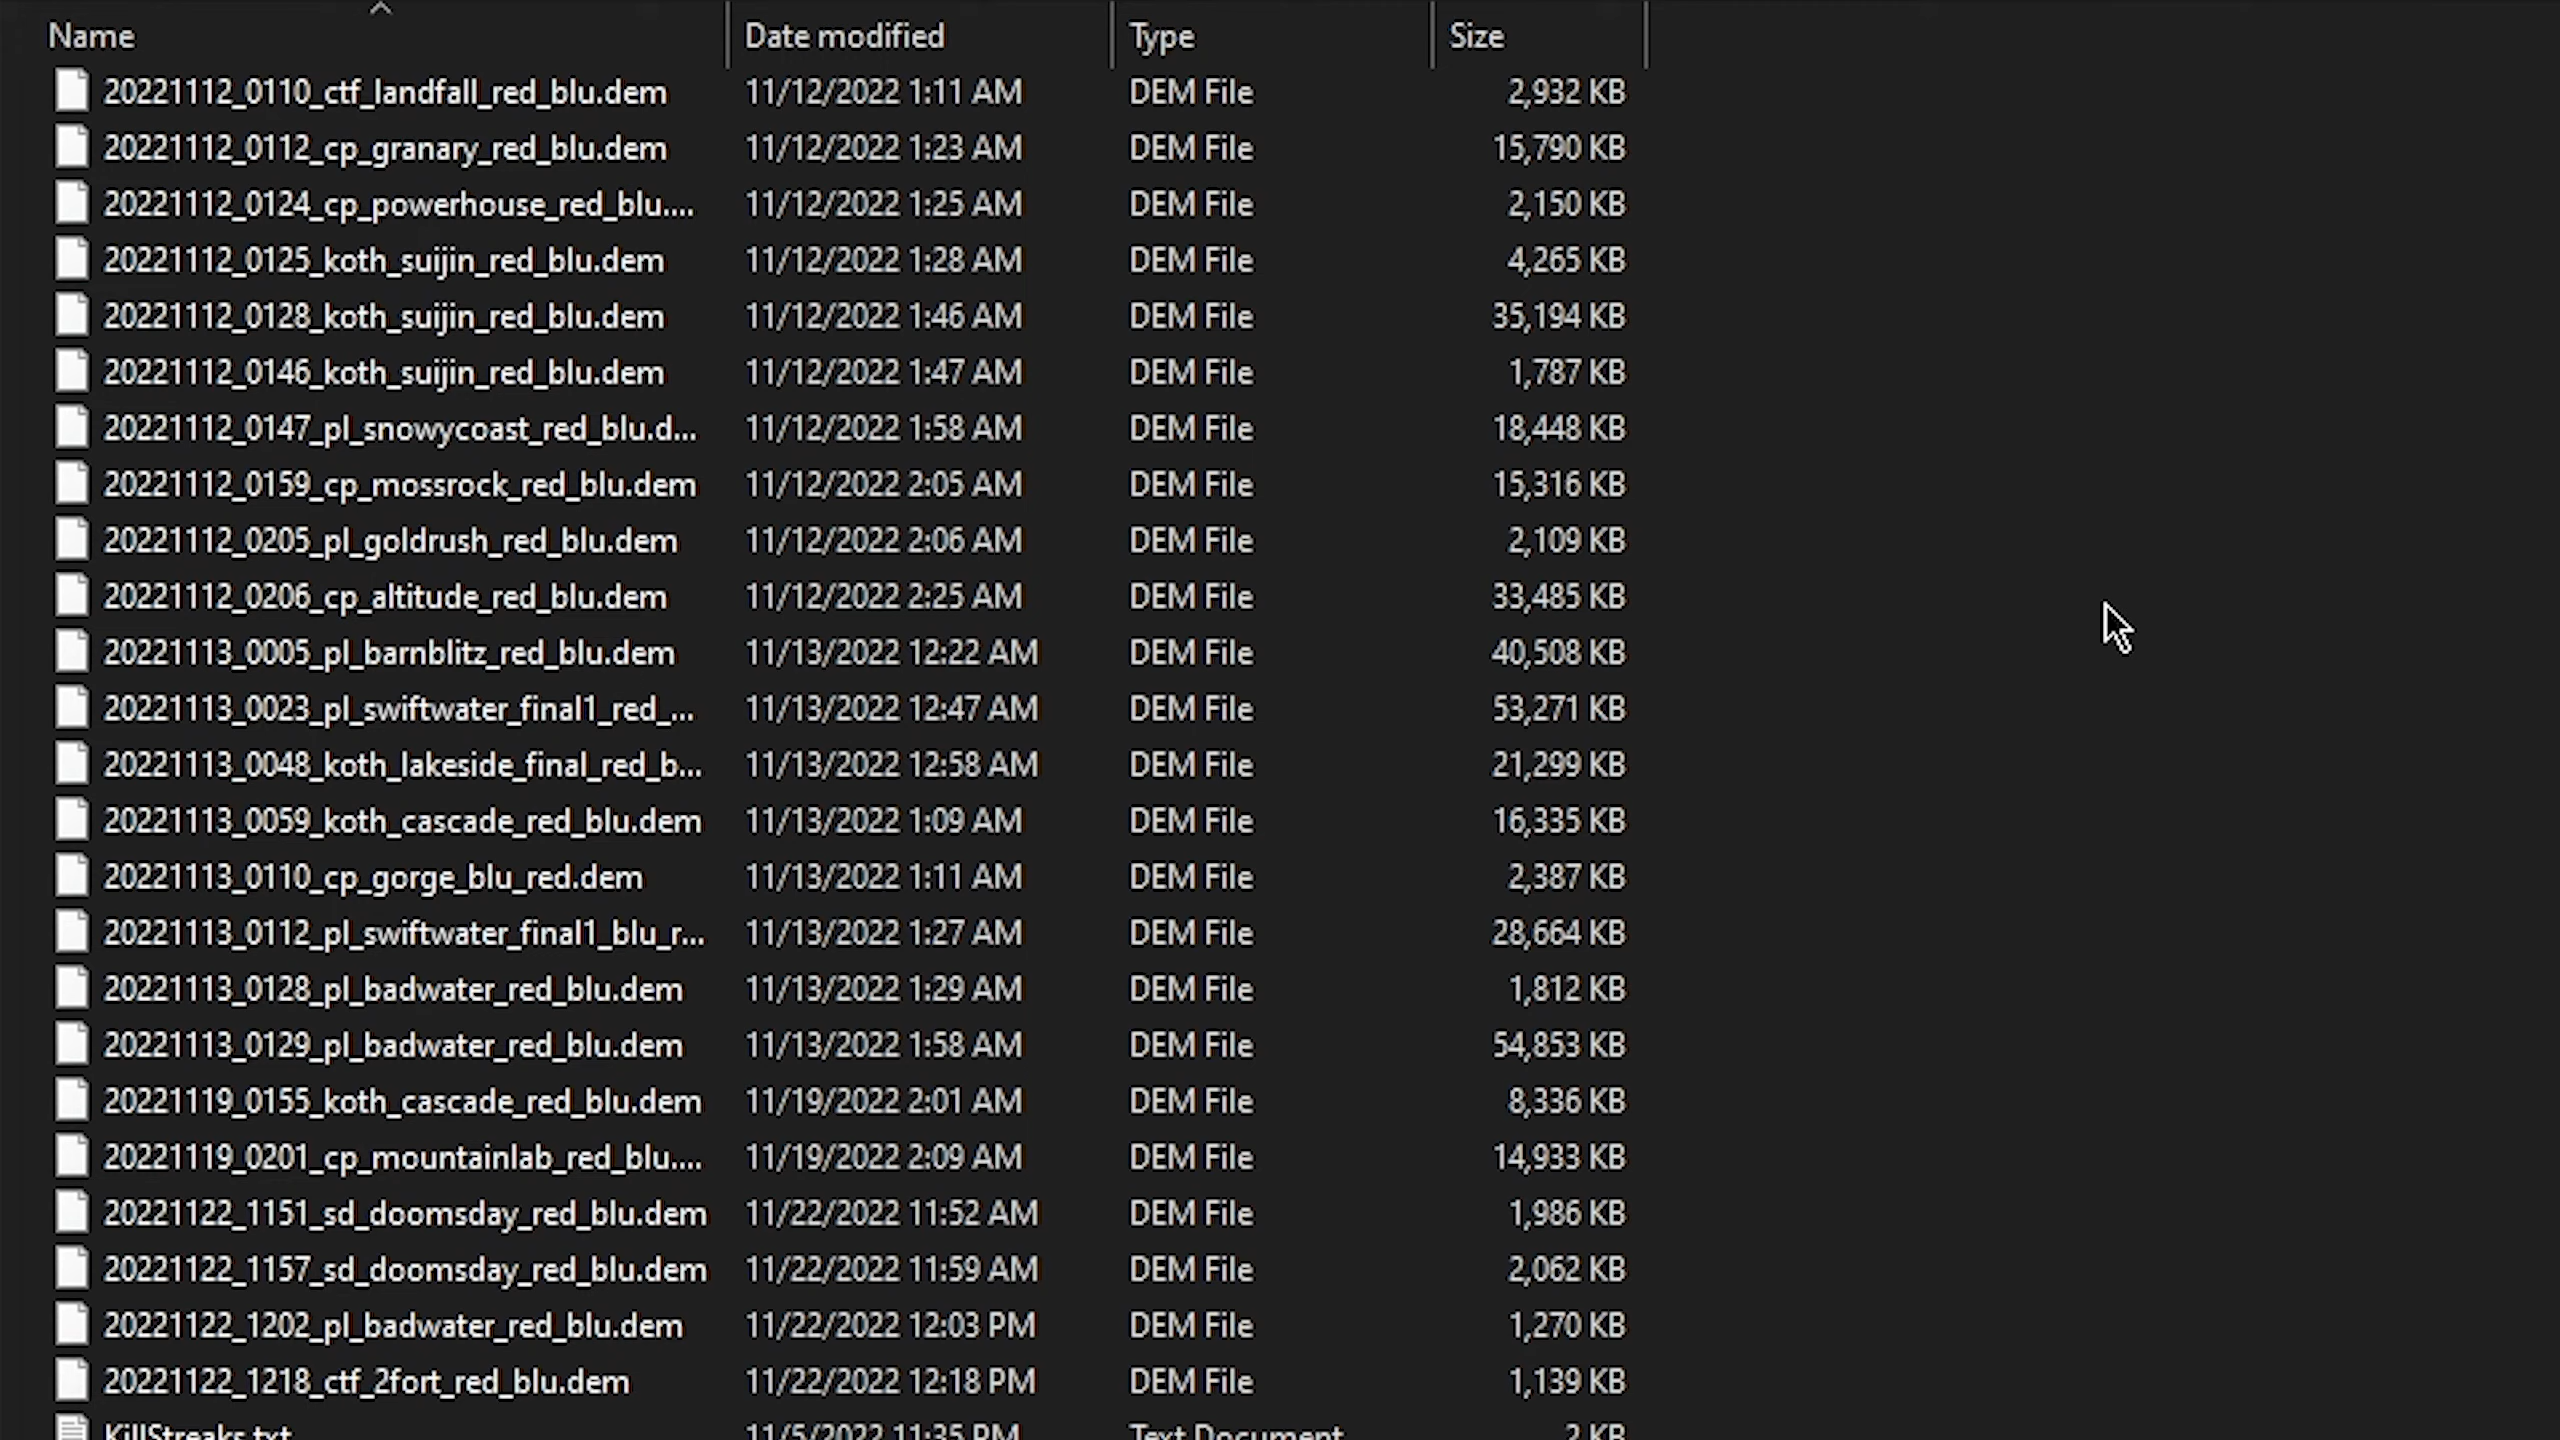 Name Date modified Type Size
20221112_0110_ctf_landfall_red_blu.dem 11/12/2022 1:11 AM DEM File 2,932 KB
20221112_0112_cp_granary_red_blu.dem 11/12/2022 1:23 AM DEM File 15,790 KB
20221112_0124_cp_powerhouse_red_blu.... 11/12/2022 1:25 AM DEM File 2,150 KB
20221112_0125_koth_suijin_red_blu.dem 11/12/2022 1:28 AM DEM File 4,265 KB
20221112_0128_koth_suijin_red_blu.dem 11/12/2022 1:46 AM DEM File 35,194 KB
20221112_0146_koth_suijin_red_blu.dem 11/12/2022 1:47 AM DEM File 1,787 KB
20221112_0147_pl_snowycoast_red_blu.d... 11/12/2022 1:58 AM DEM File 18,448 KB
20221112_0159_cp_mossrock_red_blu.dem 11/12/2022 2:05 AM DEM File 15,316 KB
20221112_0205_pl_goldrush_red_blu.dem 11/12/2022 2:06 AM DEM File 2,109 KB
20221112_0206_cp_altitude_red_blu.dem 11/12/2022 2:25 AM DEM File 33,485 KB
20221113_0005_pl_barnblitz_red_blu.dem 11/13/2022 12:22 AM DEM File 40,508 KB
20221113_0023_pl_swiftwater_final1_red_... 11/13/2022 12:47 AM DEM File 53,271 KB
20221113_0048_koth_lakeside_final_red_b... 11/13/2022 12:58 AM DEM File 21,299 KB
20221113_0059_koth_cascade_red_blu.dem 11/13/2022 1:09 AM DEM File 16,335 KB
20221113_0110_cp_gorge_blu_red.dem 11/13/2022 1:11 AM DEM File 2,387 KB
20221113_0112_pl_swiftwater_final1_blu_r... 11/13/2022 1:27 AM DEM File 28,664 KB
20221113_0128_pl_badwater_red_blu.dem 11/13/2022 1:29 AM DEM File 1,812 KB
20221113_0129_pl_badwater_red_blu.dem 11/13/2022 1:58 AM DEM File 54,853 KB
20221119_0155_koth_cascade_red_blu.dem 11/19/2022 2:01 AM DEM File 8,336 KB
20221119_0201_cp_mountainlab_red_blu.... 11/19/2022 2:09 AM DEM File 14,933 KB
20221122_1151_sd_doomsday_red_blu.dem 11/22/2022 11:52 AM DEM File 1,986 KB
20221122_1157_sd_doomsday_red_blu.dem 11/22/2022 11:59 AM DEM File 2,062 KB
20221122_1202_pl_badwater_red_blu.dem 11/22/2022 12:03 PM DEM File 1,270 KB
20221122_1218_ctf_2fort_red_blu.dem 11/22/2022 12:18 PM DEM File 1,139 KB
KillStreaks.txt 11/5/2022 11:35 PM Text Document 2 KB